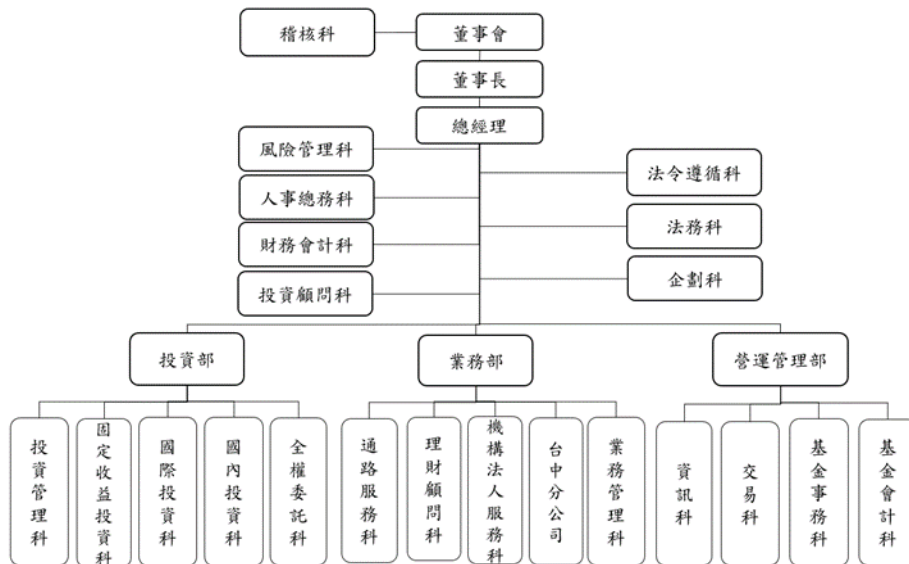 稽核科
董事會
董事長
總經理
風險管理科
法令遵循科
人事總務科
法務科
財務會計科
企劃科
投資顧問科
投資部
業務部
營運管理部
投資管理科
固定收益投資科
國際投資科
國內投資科
全權委託科
通路服務科
理財顧問科
機構法人服務科
台中分公司
業務管理科
資訊科
交易科
基金事務科
基金會計科